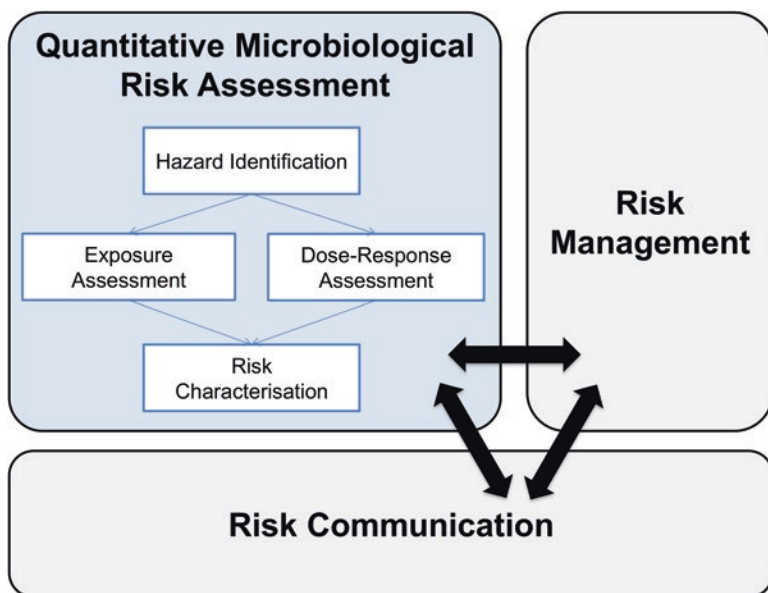 Quantitative Microbiological
Risk Assessment
Hazard Identification
Exposure
Assessment
Dose-Response
Assessment
Risk
Characterisation
Risk
Management
Risk Communication